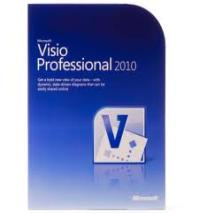 Microsoft
Visio
Professional 2010
Get a bold new view of your data – with
dynamic, data-driven diagrams that can be
easily shared online
V
Microsoft